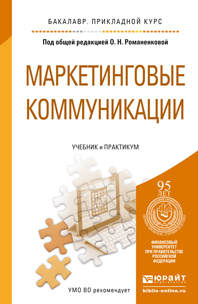 БАКАЛАВР. ПРИКЛАДНОЙ КУРС
Под общей редакцией О. Н. Романенковой
МАРКЕТИНГОВЫЕ
КОММУНИКАЦИИ
УЧЕБНИК И ПРАКТИКУМ
95
ЛЕТ
ФИНАНСОВЫЙ
УНИВЕРСИТЕТ
ПРИ ПРАВИТЕЛЬСТВЕ
РОССИЙСКОЙ
ФЕДЕРАЦИИ
УМО ВО рекомендует
юрайт
biblio-online.ru